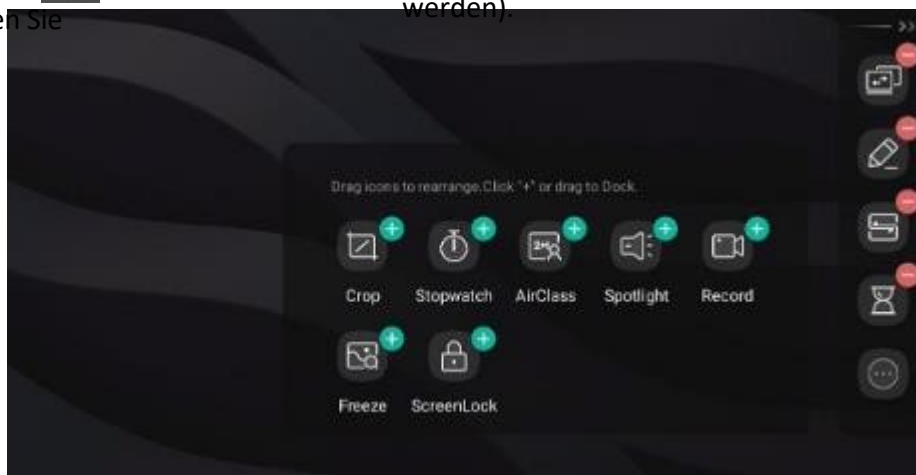 werden).
en Sie
>>
Drag icons to rearrange.Click "+" or drag to Dock.
Crop Stopwatch AirClass Spotlight Record
Freeze ScreenLock